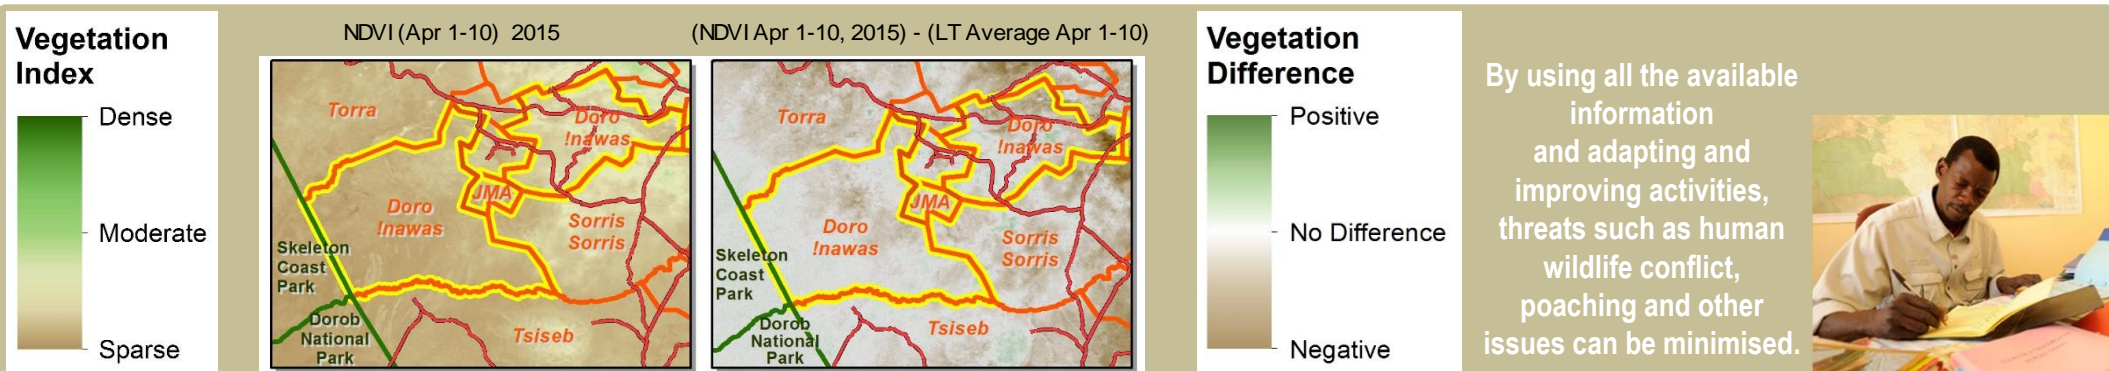 Vegetation
Index
Dense
Moderate
Sparse
NDVI (Apr 1-10) 2015
Torra
Doro
!nawas
JMA
Doro
!nawas
Sorris
Sorris
Skeleton
Coast
Park
Dorob
National
Park
Tsiseb
(NDVI Apr 1-10, 2015) - (LT Average Apr 1-10)
Torra
Doro
!nawas
JMA
Doro
!nawas
Sorris
Sorris
Skeleton
Coast
Park
Dorob
National
Park
Tsiseb
Vegetation
Difference
Positive
No Difference
Negative
By using all the available
information
and adapting and
improving activities,
threats such as human
wildlife conflict,
poaching and other
issues can be minimised.